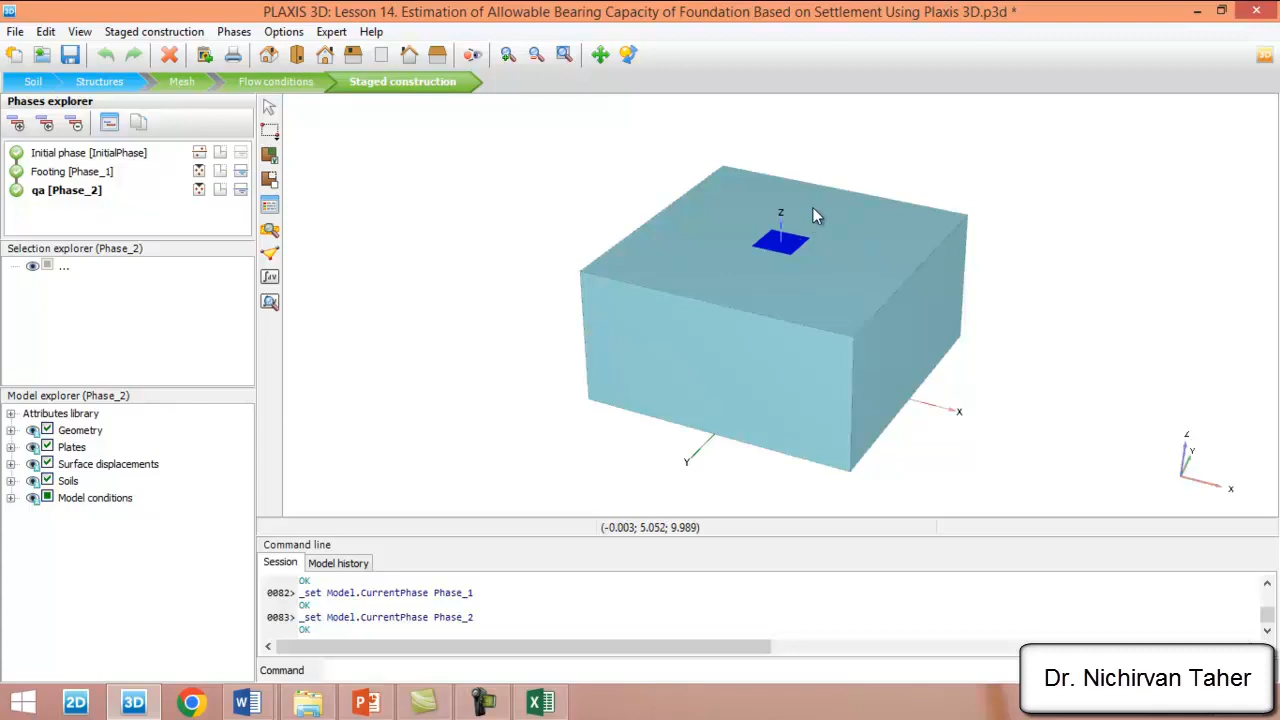 PLAXIS 3D: Lesson 14. Estimation of Allowable Bearing Capacity of Foundation Based on Settlement Using Plaxis 3D.p3d *
File Edit View Staged construction Phases Options Expert Help
Soil Structures Mesh Flow conditions Staged construction
Phases explorer
Initial phase [InitialPhase]
Footing [Phase_1]
qa [Phase_2]
Selection explorer (Phase_2)
...
Model explorer (Phase_2)
Attributes library
Geometry
Plates
Surface displacements
Soils
Model conditions
Z
X
Y
Z
Y
X
(-0.003; 5.052; 9.989)
Command line
Session Model history
OK
0082> _set Model.CurrentPhase Phase_1
OK
0083> _set Model.CurrentPhase Phase_2
OK
Command
Dr. Nichirvan Taher
2D 3D